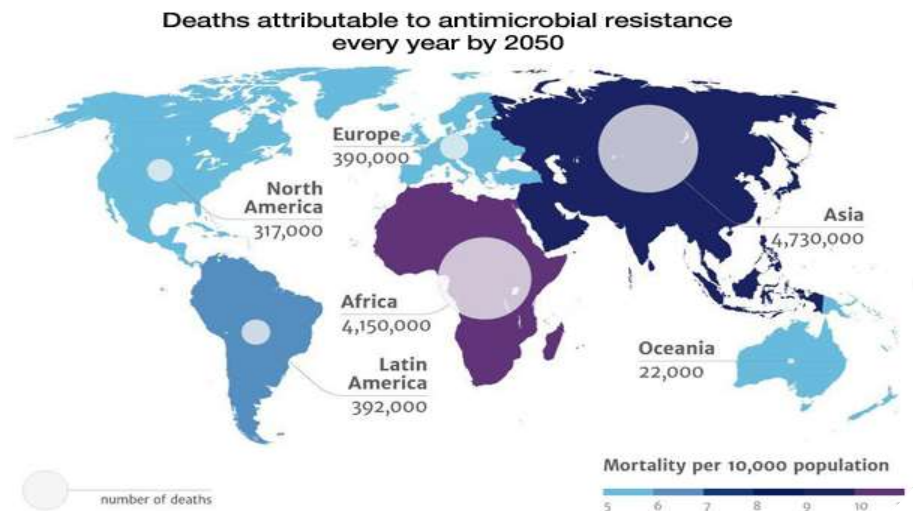 Deaths attributable to antimicrobial resistance
every year by 2050
Europe
390,000
North
America
317,000
Asia
4,730,000
Africa
4,150,000
Oceania
22,000
Latin
America
392,000
Mortality per 10,000 population
number of deaths
5 6 7 8 9 10